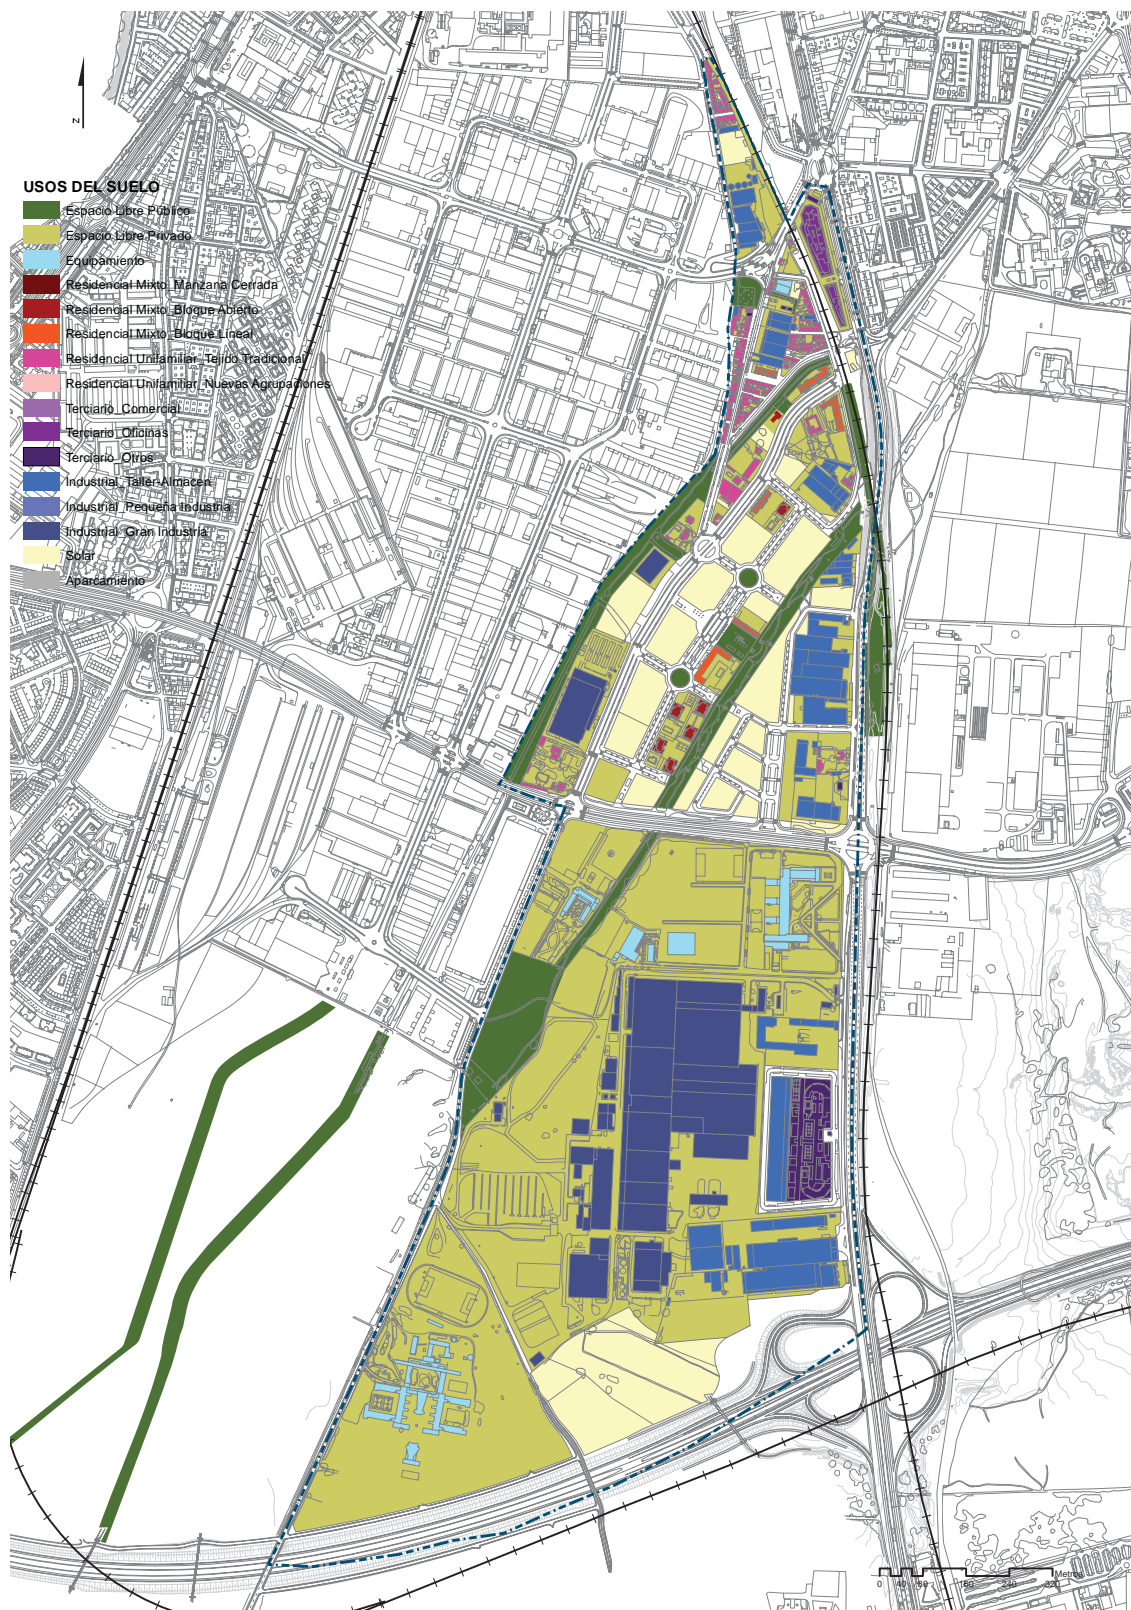 N
USOS DEL SUELO
Espacio Libre Público
Espacio Libre Privado
Equipamiento
Residencial Mixto_Manzana Cerrada
Residencial Mixto_Bloque Abierto
Residencial Mixto_Bloque Lineal
Residencial Unifamiliar_Tejido Tradicional
Residencial Unifamiliar_Nuevas Agrupaciones
Terciario_Comercial
Terciario_Oficinas
Terciario_Otros
Industrial_Taller-Almacen
Industrial_Pequeña Industria
Industrial_Gran Industria
Solar
Aparcamiento
Metros
0 40 80 160 240 320